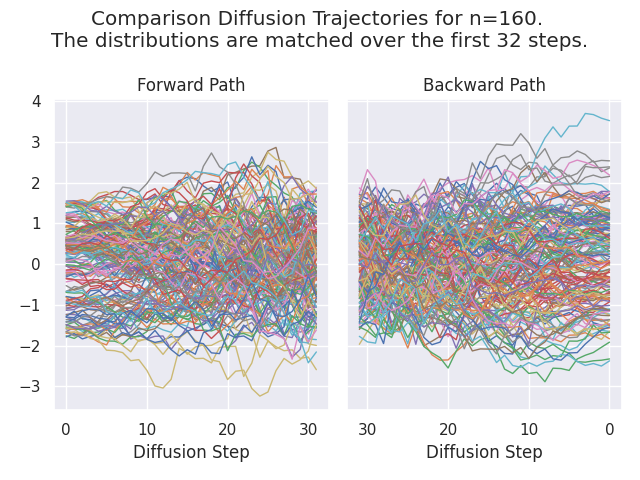 Comparison Diffusion Trajectories for n=160.
The distributions are matched over the first 32 steps.
Forward Path
Backward Path
4
3
2
1
0
−1
−2
−3
0 10 20 30
30 20 10 0
Diffusion Step
Diffusion Step